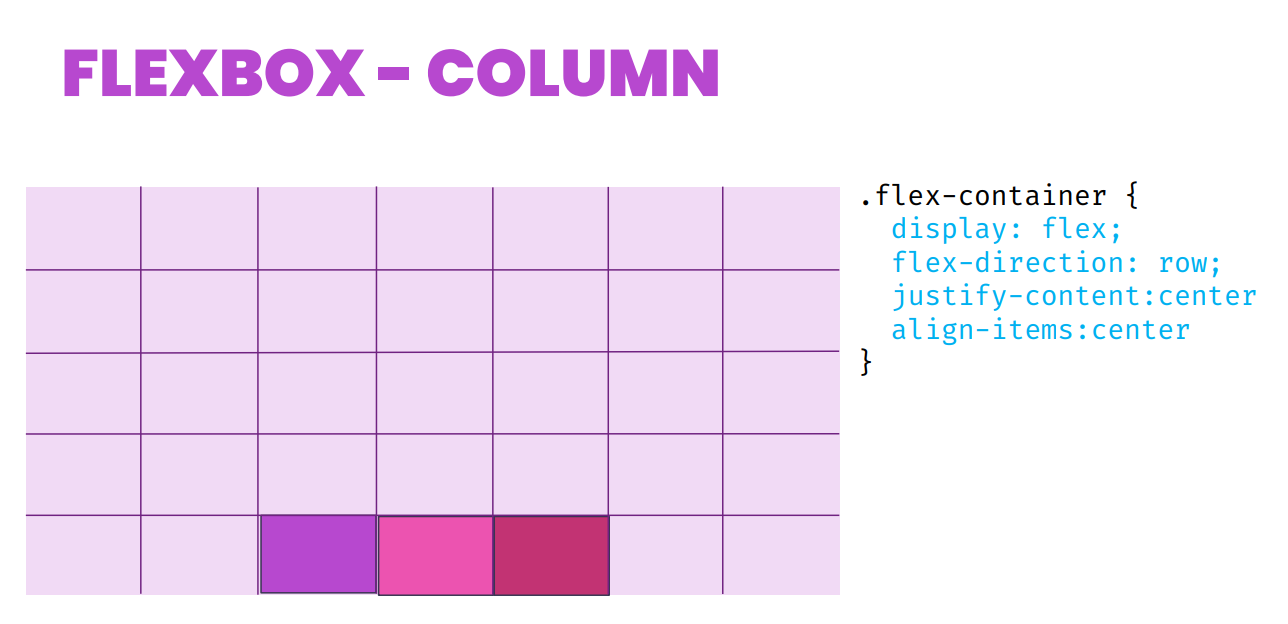 FLEXBOX – COLUMN
.flex-container {
display: flex;
flex-direction: row;
justify-content:center
align-items:center
}